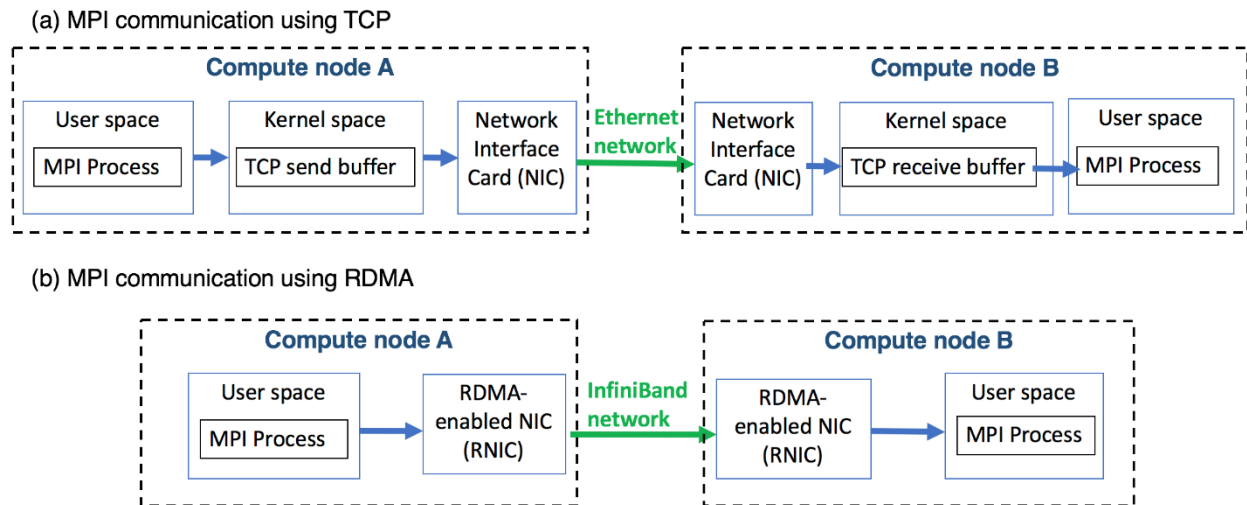 (a) MPI communication using TCP
Compute node A
User space
MPI Process
Kernel space
TCP send buffer
Network
Interface
Card (NIC)
Ethernet
network
Compute node B
Network
Interface
Card (NIC)
Kernel space
TCP receive buffer
User space
MPI Process
(b) MPI communication using RDMA
Compute node A
User space
MPI Process
RDMA-
enabled NIC
(RNIC)
InfiniBand
network
Compute node B
RDMA-
enabled NIC
(RNIC)
User space
MPI Process